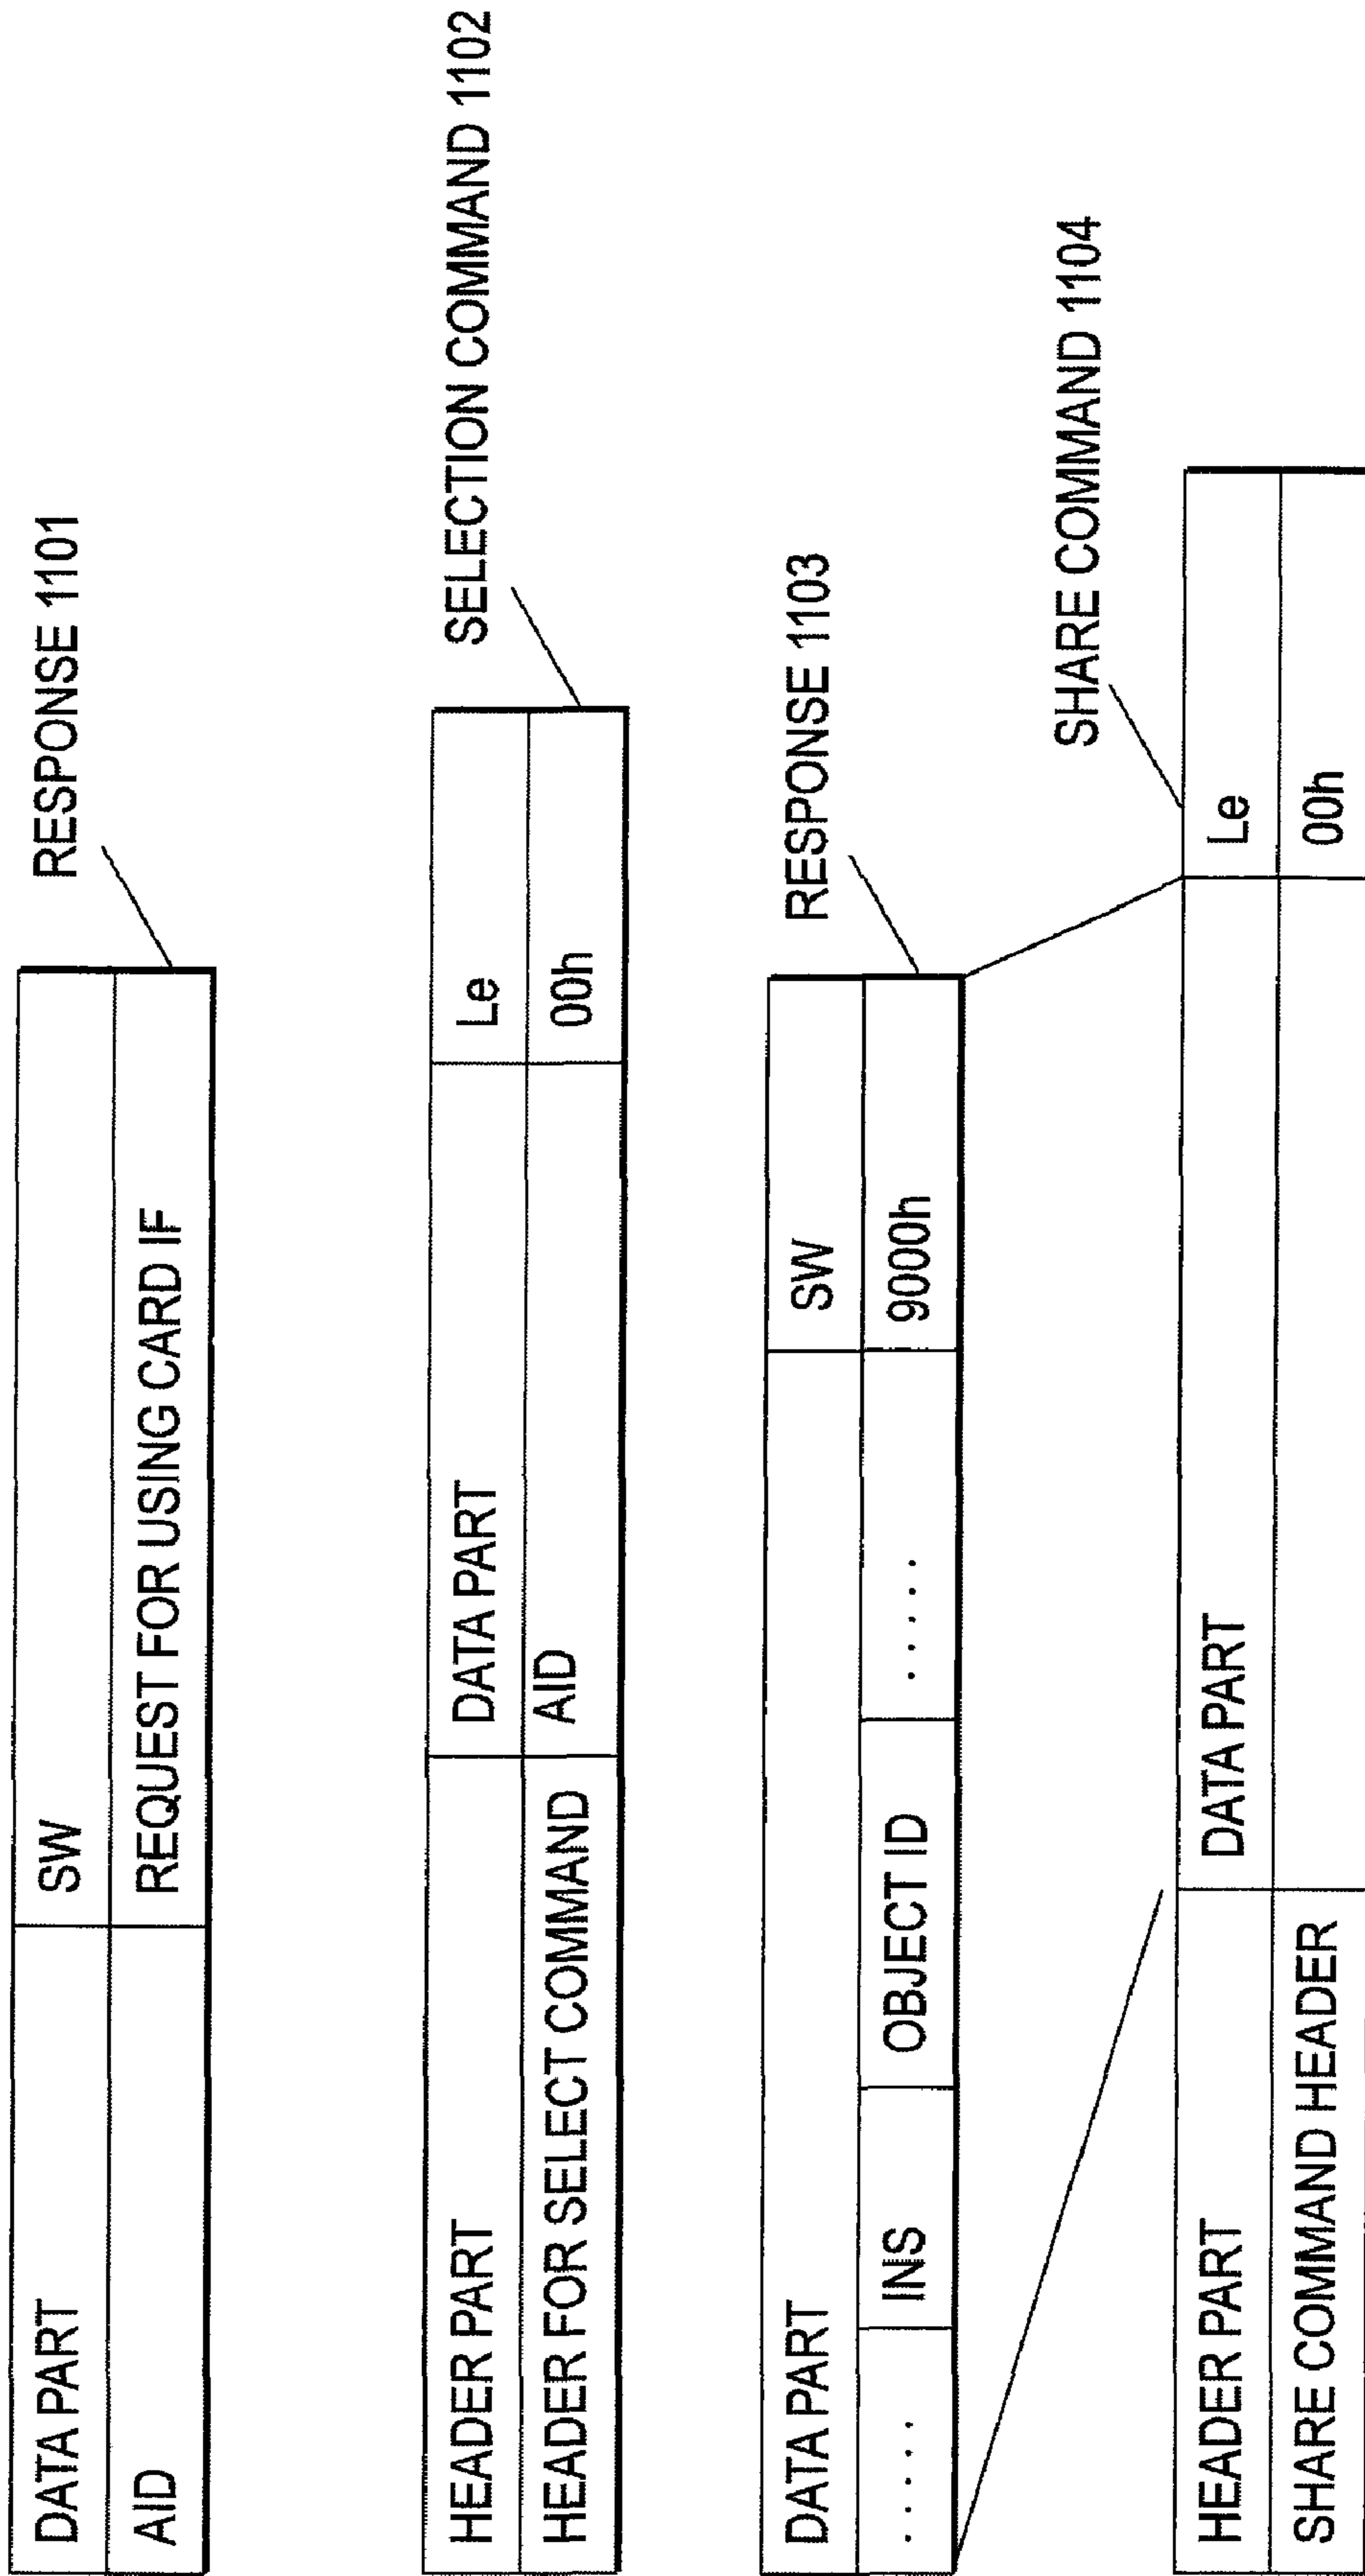 RESPONSE 1101
DATA PART SW
AID REQUEST FOR USING CARD IF
SELECTION COMMAND 1102
HEADER PART DATA PART Le
HEADER FOR SELECT COMMAND AID 00h
RESPONSE 1103
DATA PART SW
. . . . . INS OBJECT ID . . . . . 9000h
SHARE COMMAND 1104
HEADER PART DATA PART Le
SHARE COMMAND HEADER 00h